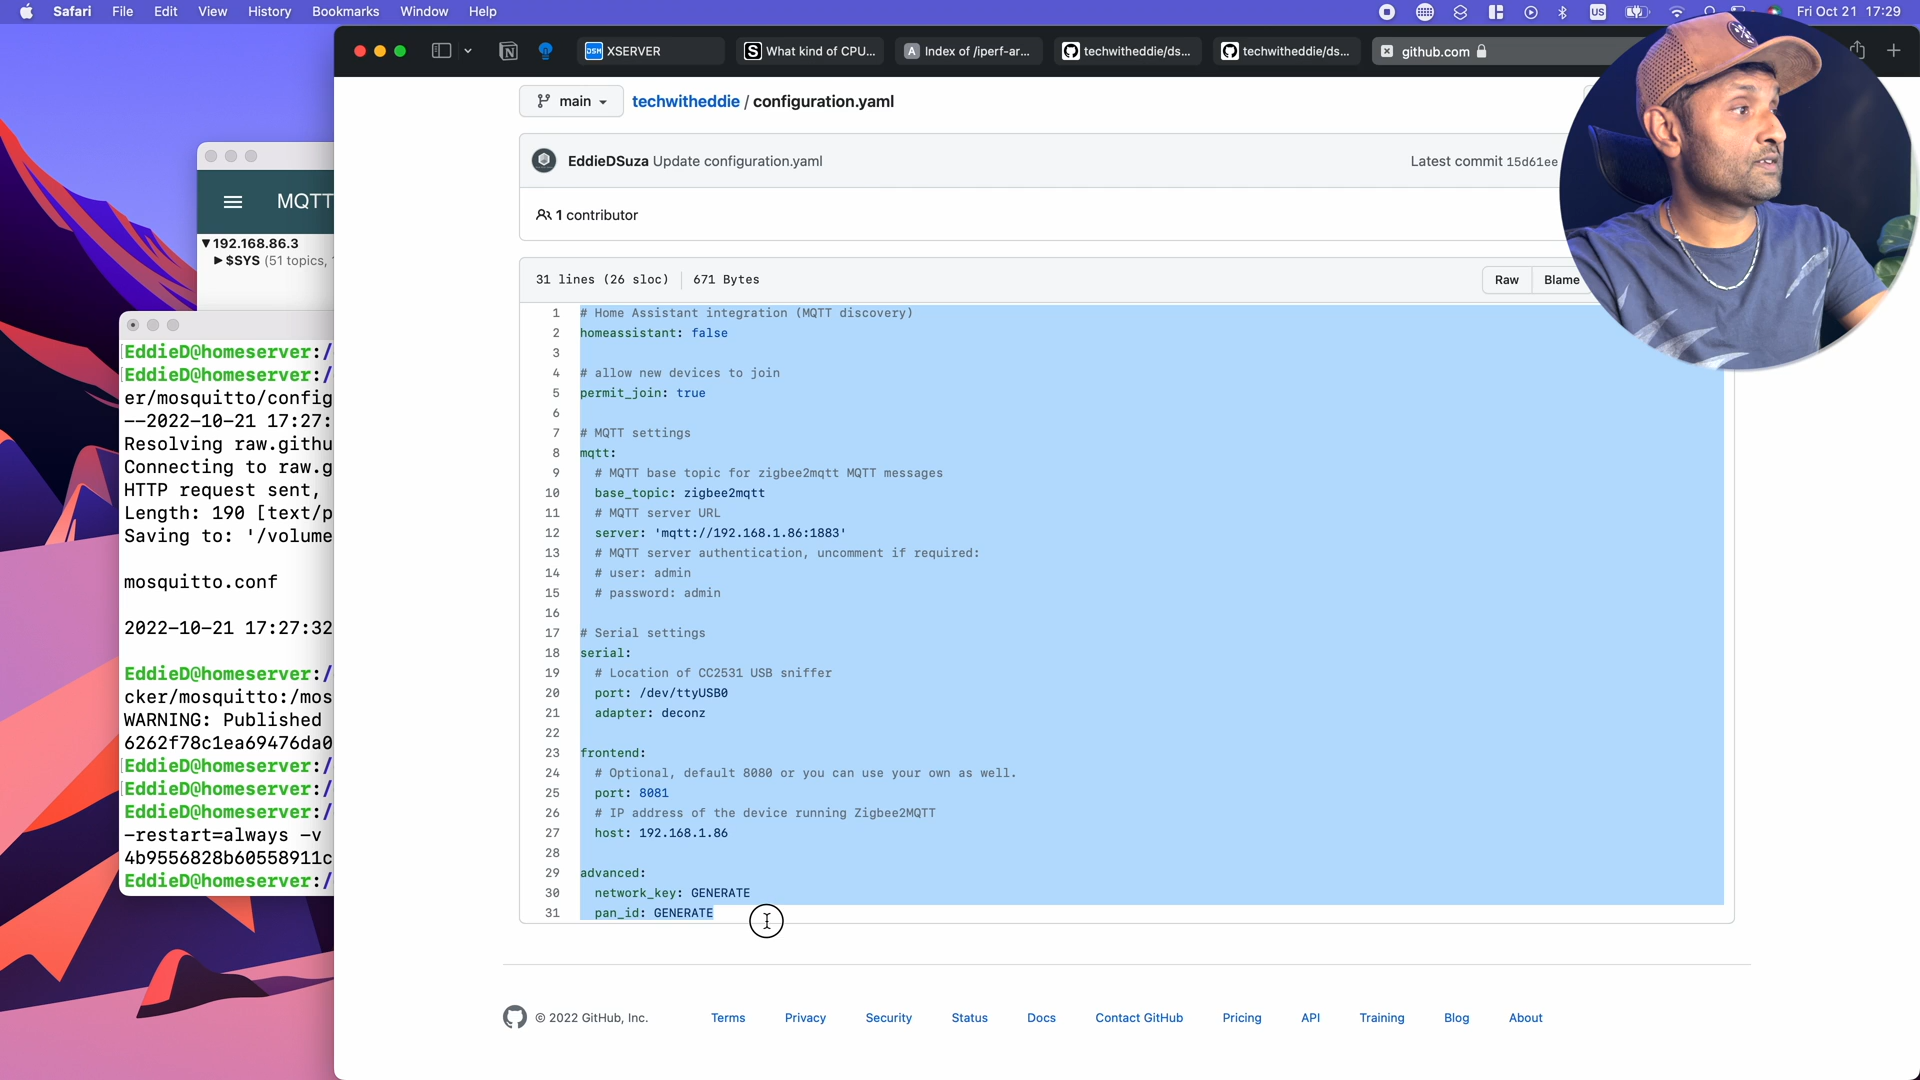 Safari File Edit View History Bookmarks Window Help
US
Fri Oct 21 17:29
DSM XSERVER
S What kind of CPU...
A Index of /iperf-ar...
techwitheddie/ds...
techwitheddie/ds...
github.com
main
techwitheddie / configuration.yaml
EddieDSuza Update configuration.yaml
Latest commit 15d61ee
1 contributor
31 lines (26 sloc) 671 Bytes
Raw Blame
1 # Home Assistant integration (MQTT discovery)
2 homeassistant: false
3
4 # allow new devices to join
5 permit_join: true
6
7 # MQTT settings
8 mqtt:
9 # MQTT base topic for zigbee2mqtt MQTT messages
10 base_topic: zigbee2mqtt
11 # MQTT server URL
12 server: 'mqtt://192.168.1.86:1883'
13 # MQTT server authentication, uncomment if required:
14 # user: admin
15 # password: admin
16
17 # Serial settings
18 serial:
19 # Location of CC2531 USB sniffer
20 port: /dev/ttyUSB0
21 adapter: deconz
22
23 frontend:
24 # Optional, default 8080 or you can use your own as well.
25 port: 8081
26 # IP address of the device running Zigbee2MQTT
27 host: 192.168.1.86
28
29 advanced:
30 network_key: GENERATE
31 pan_id: GENERATE
© 2022 GitHub, Inc.
Terms Privacy Security Status Docs Contact GitHub Pricing API Training Blog About
MQTT
192.168.86.3
$SYS (51 topics,
EddieD@homeserver:/
EddieD@homeserver:/
er/mosquitto/config
--2022-10-21 17:27:
Resolving raw.githu
Connecting to raw.g
HTTP request sent,
Length: 190 [text/p
Saving to: '/volume
mosquitto.conf
2022-10-21 17:27:32
EddieD@homeserver:/
cker/mosquitto:/mos
WARNING: Published
6262f78c1ea69476da0
EddieD@homeserver:/
EddieD@homeserver:/
EddieD@homeserver:/
-restart=always -v
4b9556828b60558911c
EddieD@homeserver:/